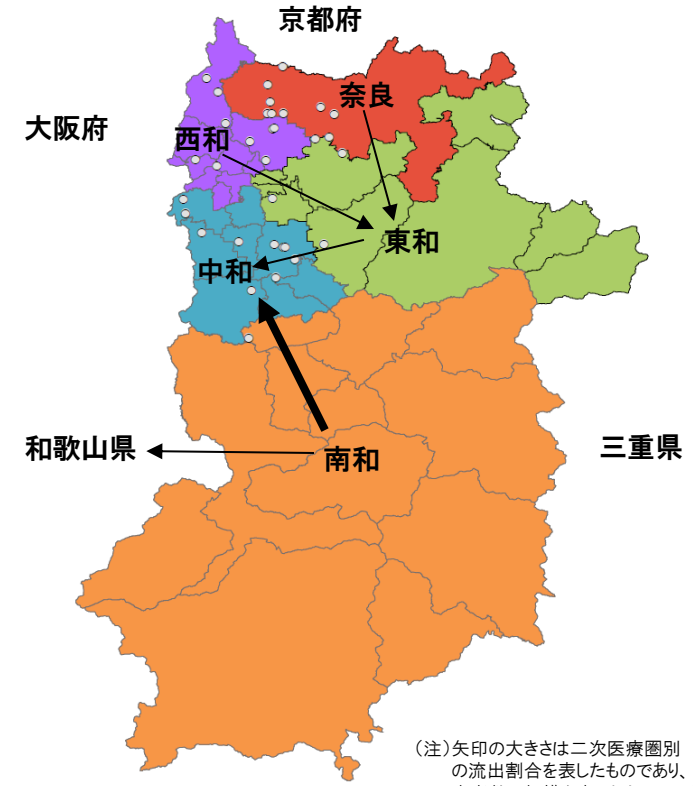 京都府
奈良
大阪府
西和
東和
中和
和歌山県
南和
三重県
（注）矢印の大きさは二次医療圏別
の流出割合を表したものであり、